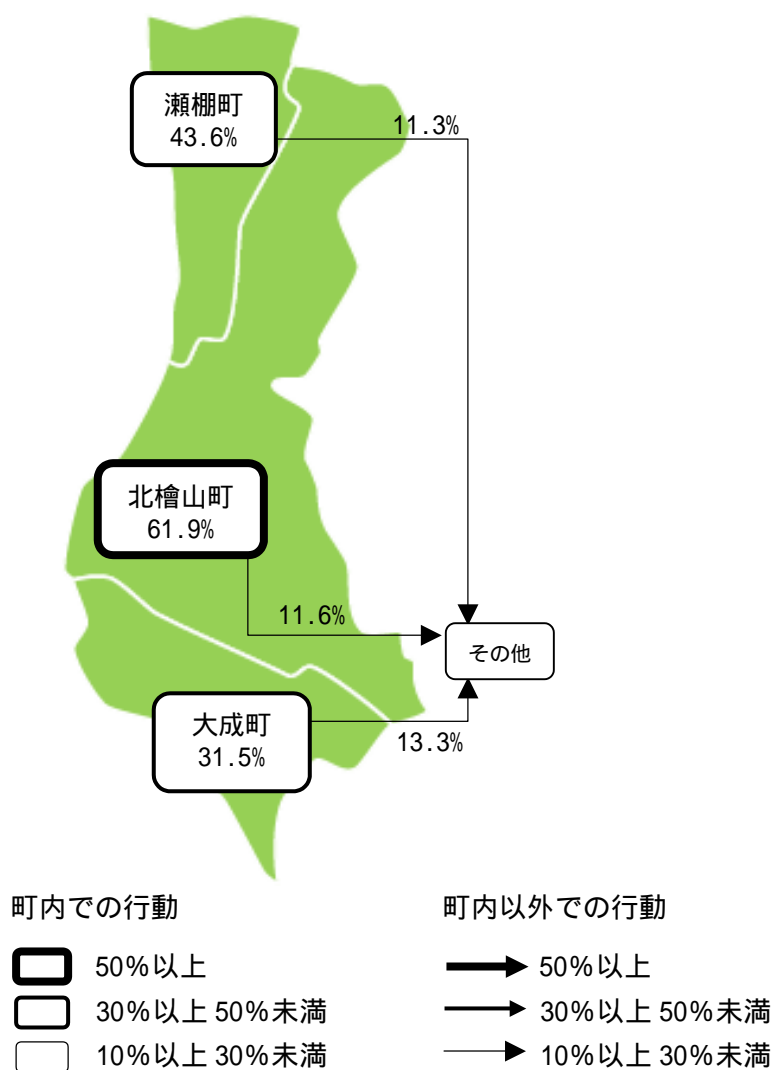 瀬棚町
43.6%
11.3%
北檜山町
61.9%
11.6%
その他
大成町
31.5%
13.3%
町内での行動
50%以上
30%以上 50%未満
10%以上 30%未満
町内以外での行動
50%以上
30%以上 50%未満
10%以上 30%未満